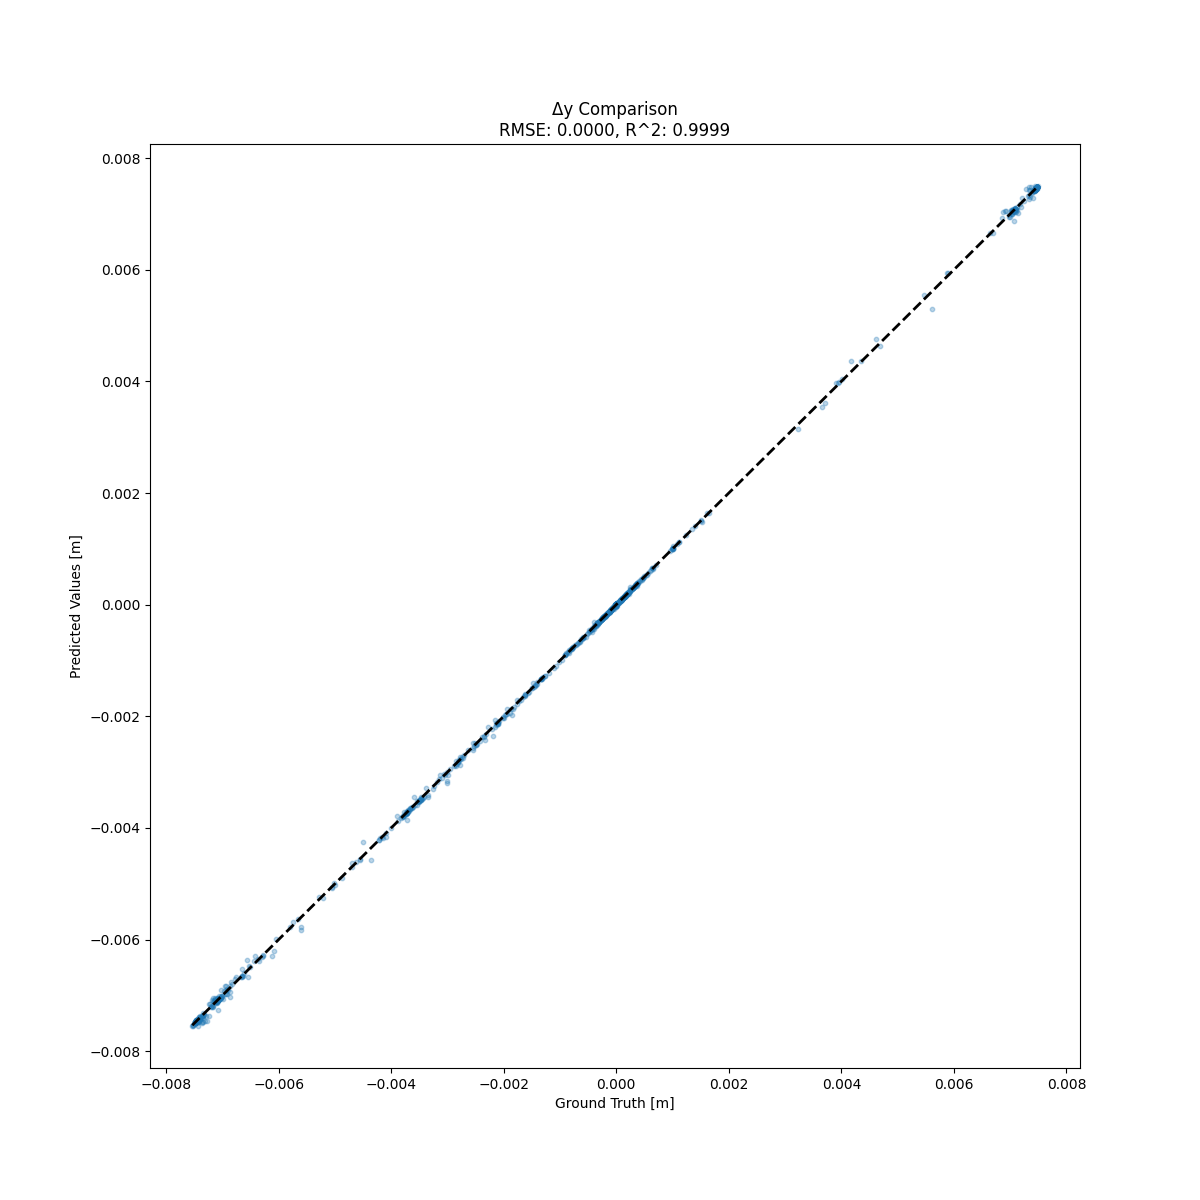 Δy Comparison
RMSE: 0.0000, R^2: 0.9999
0.008
0.006
0.004
0.002
0.000
−0.002
−0.004
−0.006
−0.008
Predicted Values [m]
−0.008 −0.006 −0.004 −0.002 0.000 0.002 0.004 0.006 0.008
Ground Truth [m]